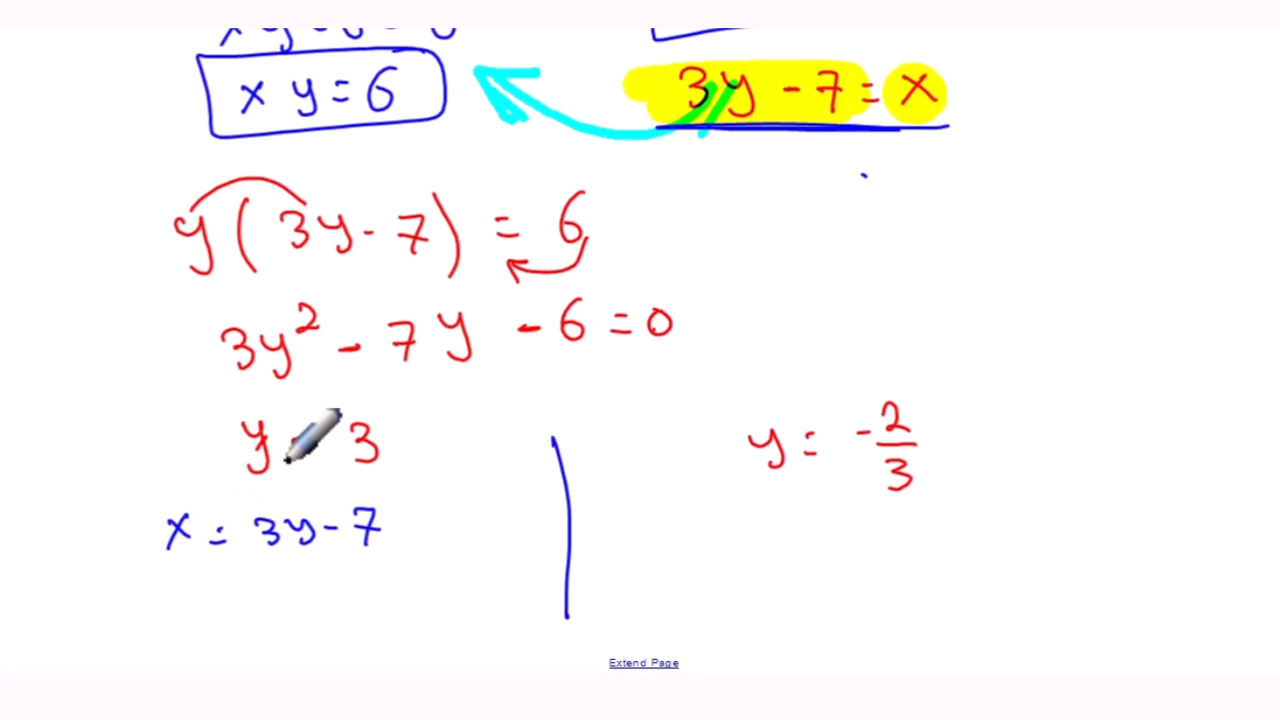 x y = 6
3y - 7 = x
y ( 3y - 7 ) = 6
3y² - 7y - 6 = 0
y 3
y = -2/3
x = 3y - 7
Extend Page